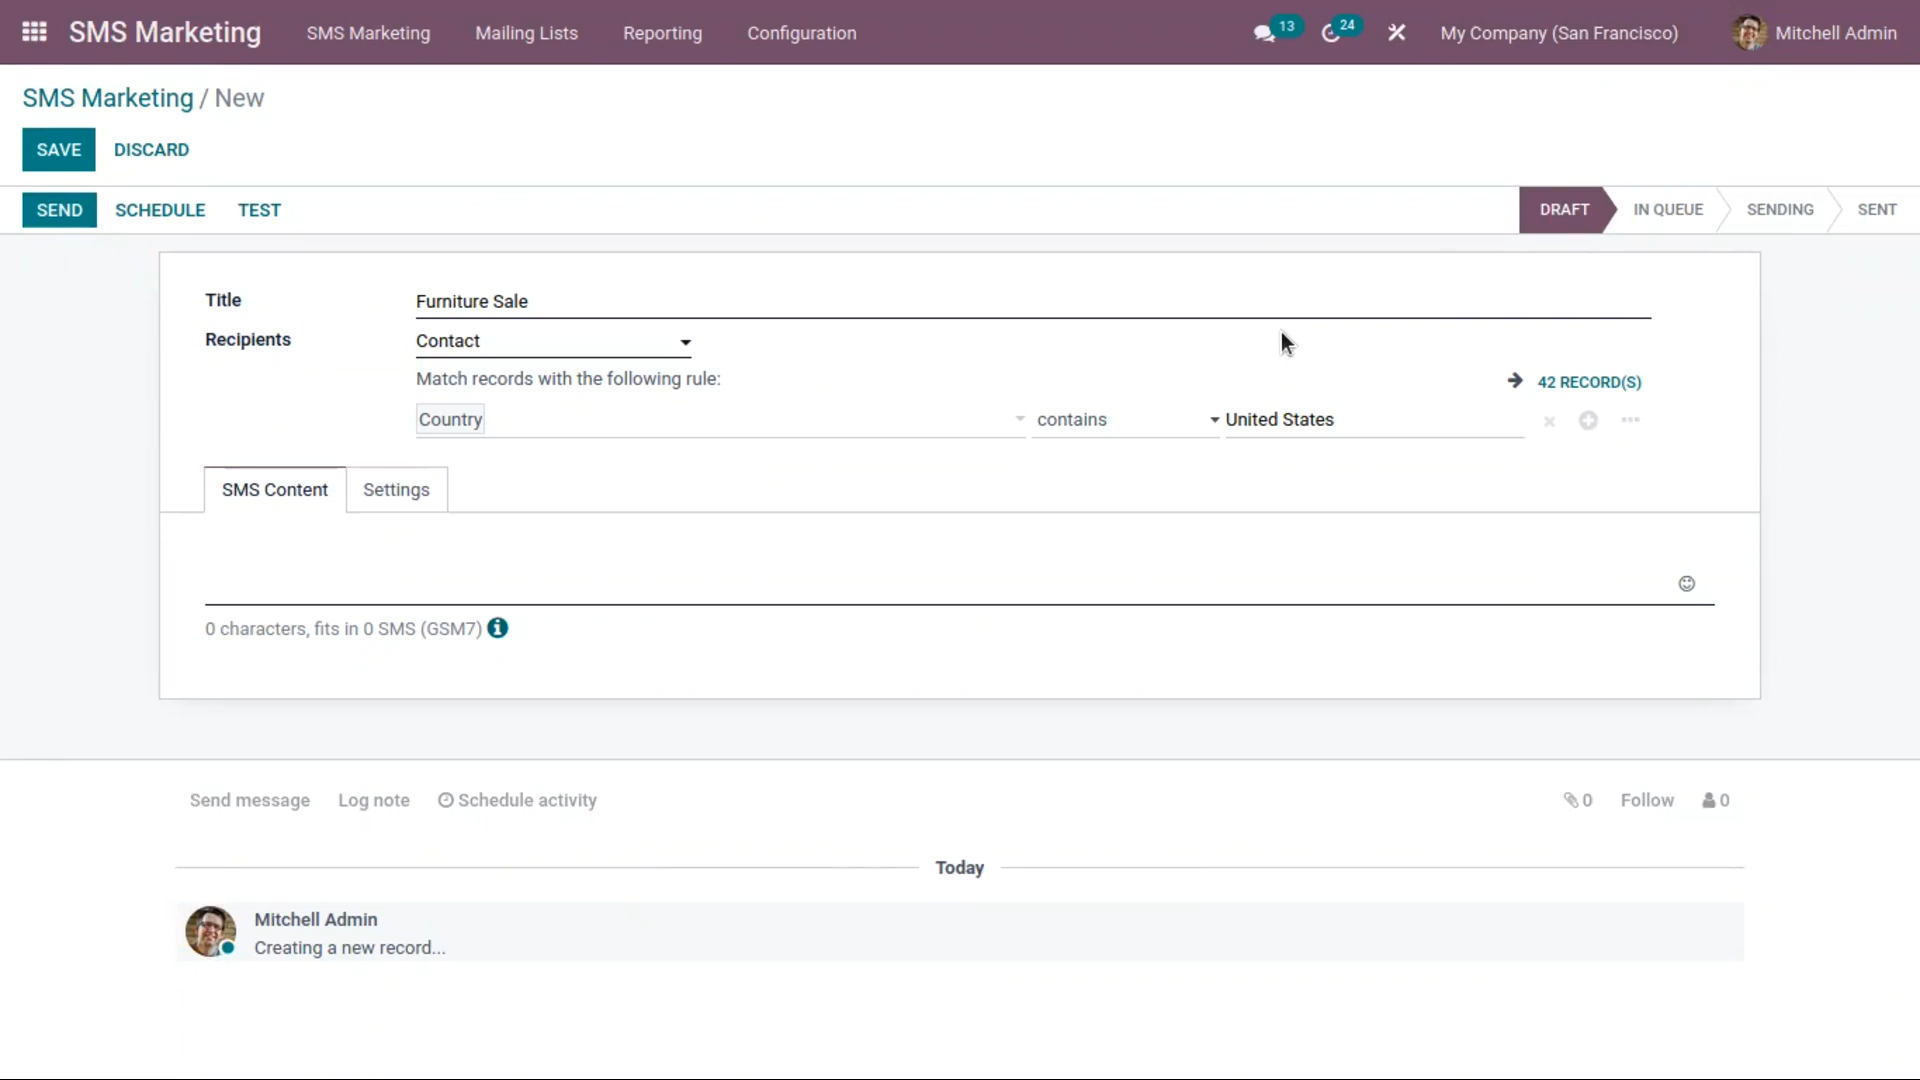 SMS Marketing SMS Marketing Mailing Lists Reporting Configuration 13 24 My Company (San Francisco) Mitchell Admin
SMS Marketing / New
SAVE DISCARD
SEND SCHEDULE TEST DRAFT IN QUEUE SENDING SENT
Title Furniture Sale
Recipients Contact
Match records with the following rule: 42 RECORD(S)
Country contains United States
SMS Content Settings
0 characters, fits in 0 SMS (GSM7)
Send message Log note Schedule activity 0 Follow 0
Today
Mitchell Admin
Creating a new record...